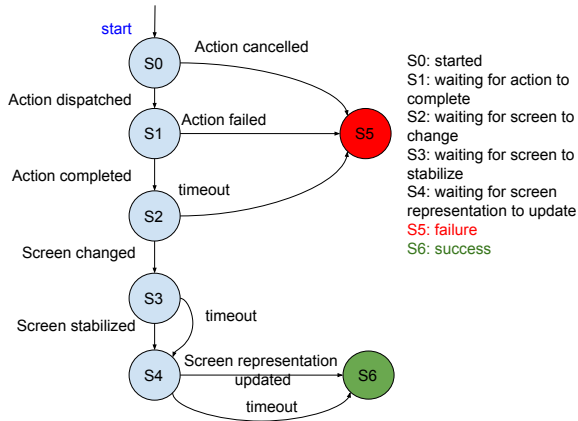 start
Action cancelled
S0
Action dispatched
S1
Action failed
S5
Action completed
timeout
S2
Screen changed
S3
timeout
Screen stabilized
S4
Screen representation
updated
S6
timeout
S0: started
S1: waiting for action to
complete
S2: waiting for screen to
change
S3: waiting for screen to
stabilize
S4: waiting for screen
representation to update
S5: failure
S6: success